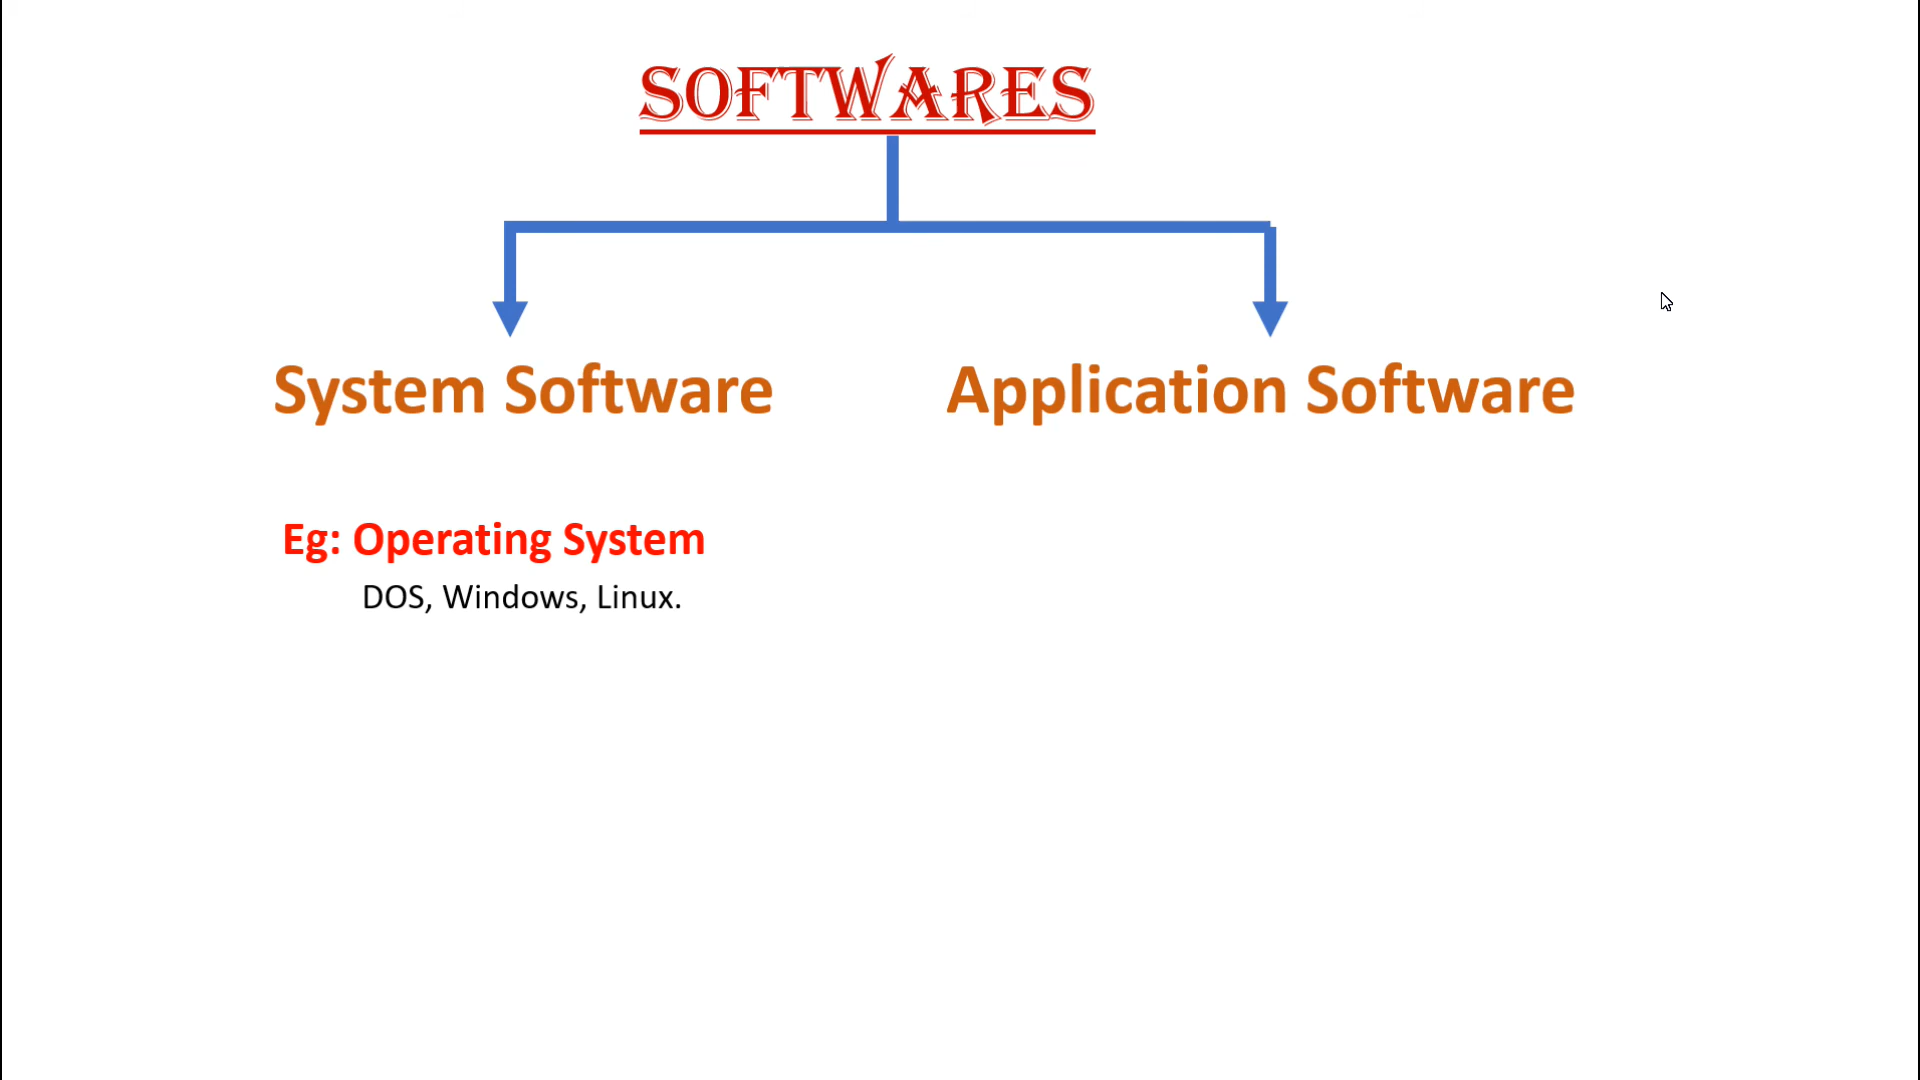 SOFTWARES
System Software
Application Software
Eg: Operating System
DOS, Windows, Linux.